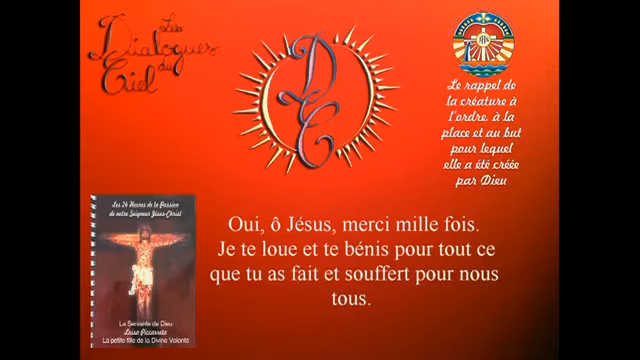 Les
Dialogues
du
Ciel
D
C
JHS
Le rappel de
la créature à
l'ordre, à la
place et au but
pour lequel
elle a été créée
par Dieu
Les 24 Heures de la Passion
de notre Seigneur Jésus-Christ
La Servante de Dieu
Luisa Piccarreta
La petite fille de la Divine Volonté
Oui, ô Jésus, merci mille fois.
Je te loue et te bénis pour tout ce
que tu as fait et souffert pour nous
tous.